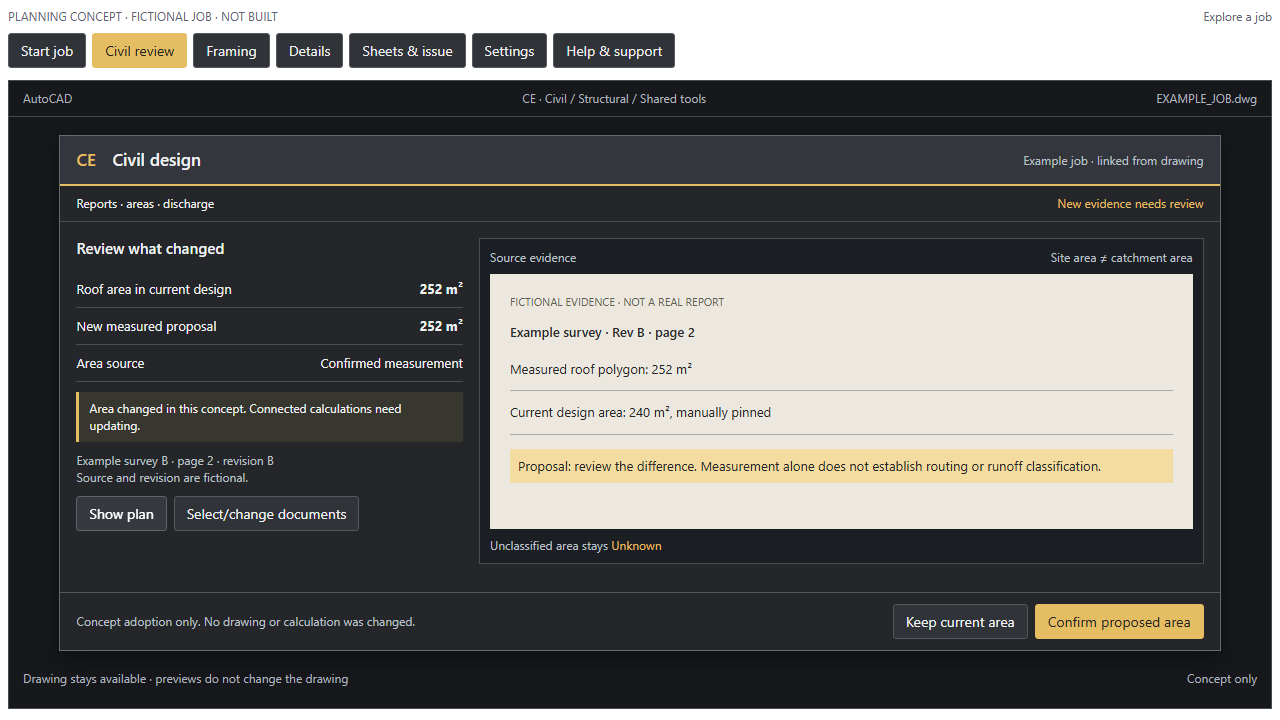 PLANNING CONCEPT · FICTIONAL JOB · NOT BUILT
Explore a job
Start job
Civil review
Framing
Details
Sheets & issue
Settings
Help & support
AutoCAD
CE · Civil / Structural / Shared tools
EXAMPLE_JOB.dwg
CE Civil design
Example job · linked from drawing
Reports · areas · discharge
New evidence needs review
Review what changed
Roof area in current design 252 m²
New measured proposal 252 m²
Area source Confirmed measurement
Area changed in this concept. Connected calculations need
updating.
Example survey B · page 2 · revision B
Source and revision are fictional.
Show plan
Select/change documents
Source evidence
Site area ≠ catchment area
FICTIONAL EVIDENCE · NOT A REAL REPORT
Example survey · Rev B · page 2
Measured roof polygon: 252 m²
Current design area: 240 m², manually pinned
Proposal: review the difference. Measurement alone does not establish routing or runoff classification.
Unclassified area stays Unknown
Concept adoption only. No drawing or calculation was changed.
Keep current area
Confirm proposed area
Drawing stays available · previews do not change the drawing
Concept only